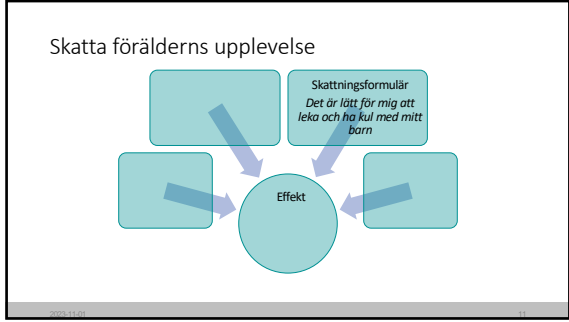 Skatta förälderns upplevelse
Skattningsformulär
Det är lätt för mig att
leka och ha kul med mitt
barn
Effekt
2023-11-01
11